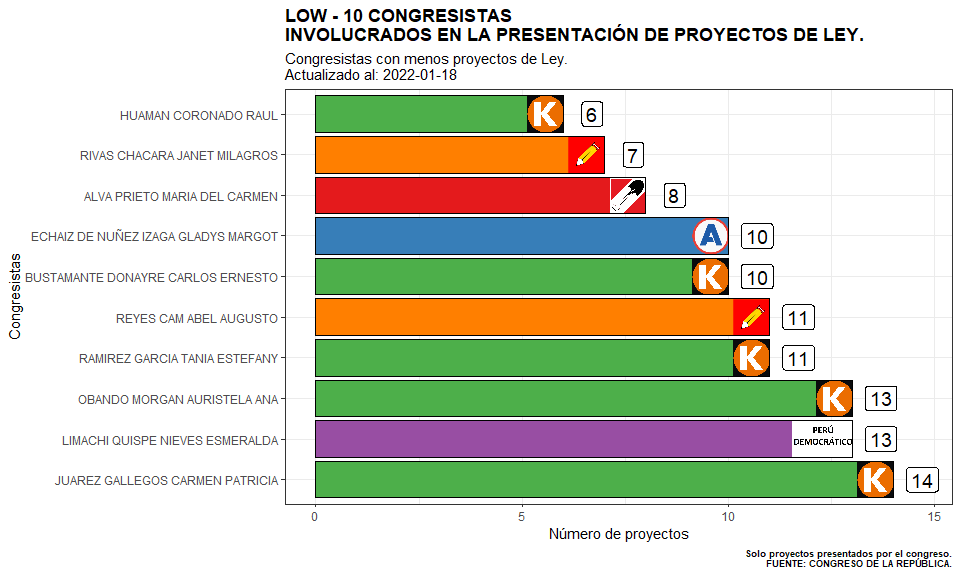 LOW - 10 CONGRESISTAS
INVOLUCRADOS EN LA PRESENTACIÓN DE PROYECTOS DE LEY.
Congresistas con menos proyectos de Ley.
Actualizado al: 2022-01-18
Congresistas
HUAMAN CORONADO RAUL K 6
RIVAS CHACARA JANET MILAGROS 7
ALVA PRIETO MARIA DEL CARMEN 8
ECHAIZ DE NUÑEZ IZAGA GLADYS MARGOT A 10
BUSTAMANTE DONAYRE CARLOS ERNESTO K 10
REYES CAM ABEL AUGUSTO 11
RAMIREZ GARCIA TANIA ESTEFANY K 11
OBANDO MORGAN AURISTELA ANA K 13
LIMACHI QUISPE NIEVES ESMERALDA PERÚ DEMOCRÁTICO 13
JUAREZ GALLEGOS CARMEN PATRICIA K 14
0 5 10 15
Número de proyectos
Solo proyectos presentados por el congreso.
FUENTE: CONGRESO DE LA REPÚBLICA.